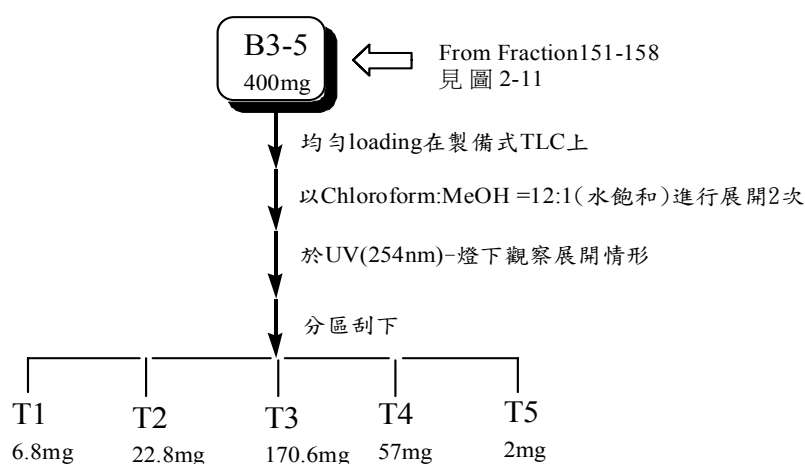 B3-5
400mg
From Fraction151-158
見圖 2-11
均勻loading在製備式TLC上
以Chloroform:MeOH =12:1(水飽和)進行展開2次
於UV(254nm)-燈下觀察展開情形
分區刮下
T1 T2 T3 T4 T5
6.8mg 22.8mg 170.6mg 57mg 2mg